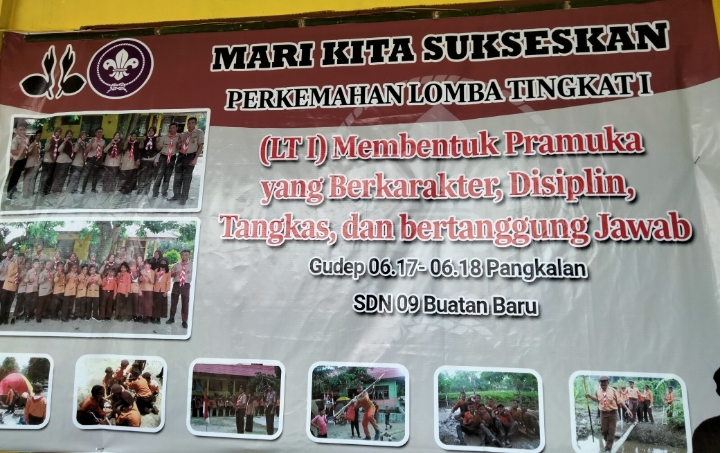 MARI KITA SUKSESKAN
PERKEMAHAN LOMBA TINGKAT I
(LT I) Membentuk Pramuka
yang Berkarakter, Disiplin,
Tangkas, dan bertanggung Jawab
Gudep 06.17- 06.18 Pangkalan
SDN 09 Buatan Baru